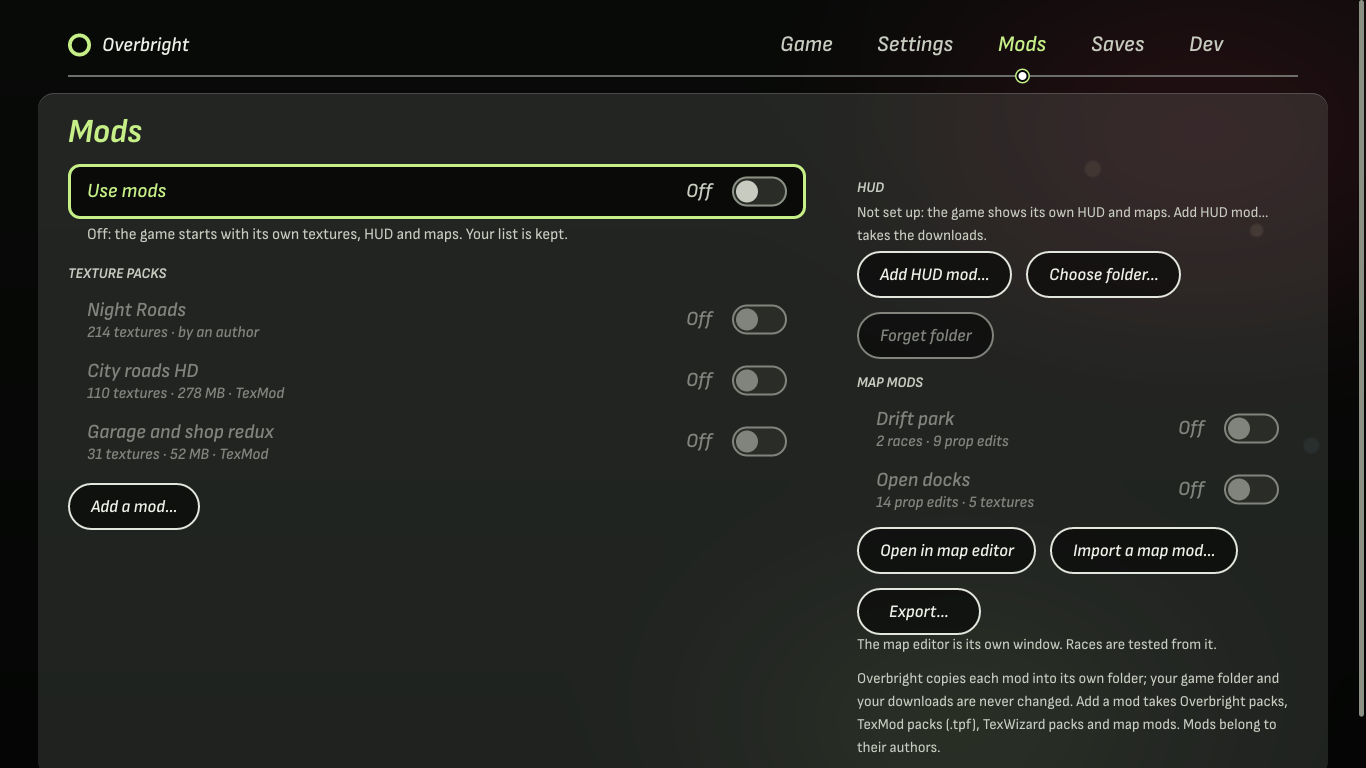 Overbright
Game
Settings
Mods
Saves
Dev
Mods
Use mods
Off
Off: the game starts with its own textures, HUD and maps. Your list is kept.
TEXTURE PACKS
Night Roads
214 textures · by an author
Off
City roads HD
110 textures · 278 MB · TexMod
Off
Garage and shop redux
31 textures · 52 MB · TexMod
Off
Add a mod...
HUD
Not set up: the game shows its own HUD and maps. Add HUD mod...
takes the downloads.
Add HUD mod...
Choose folder...
Forget folder
MAP MODS
Drift park
2 races · 9 prop edits
Off
Open docks
14 prop edits · 5 textures
Off
Open in map editor
Import a map mod...
Export...
The map editor is its own window. Races are tested from it.
Overbright copies each mod into its own folder; your game folder and
your downloads are never changed. Add a mod takes Overbright packs,
TexMod packs (.tpf), TexWizard packs and map mods. Mods belong to
their authors.